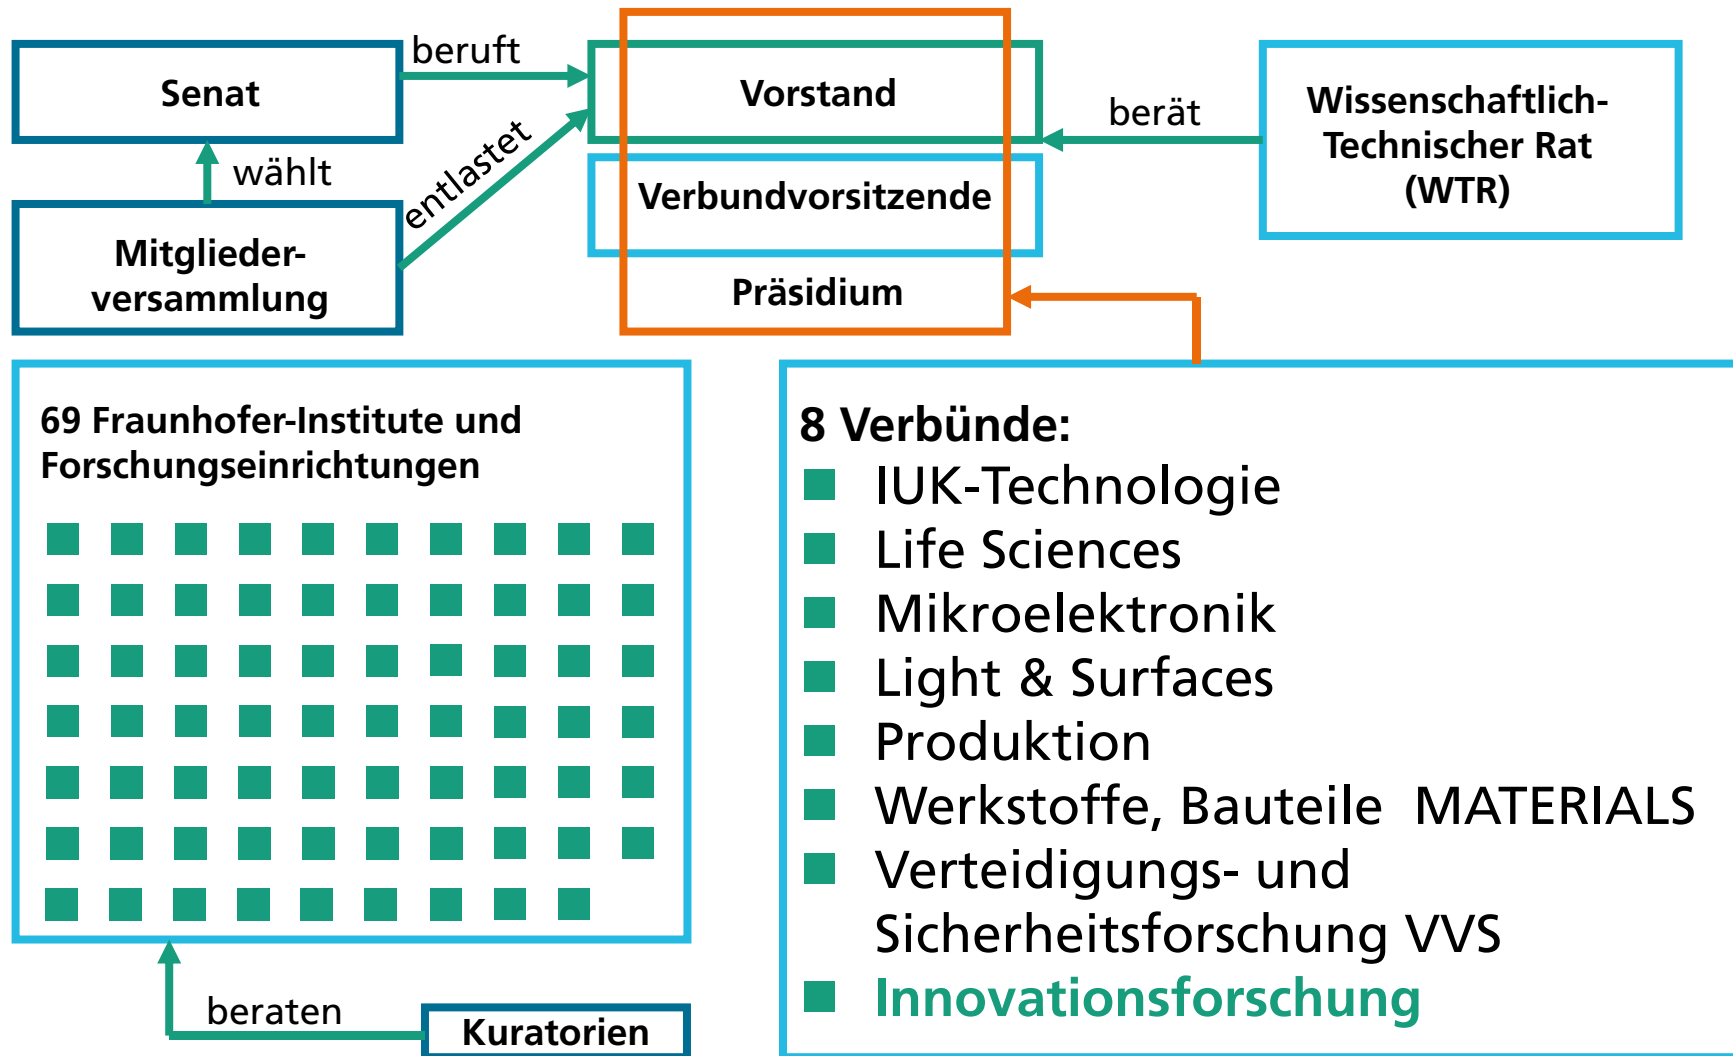 Senat
beruft
Vorstand
Wissenschaftlich-
Technischer Rat
(WTR)
berät
wählt
entlastet
Verbundvorsitzende
Mitglieder-
versammlung
Präsidium
69 Fraunhofer-Institute und
Forschungseinrichtungen
8 Verbünde:
IUK-Technologie
Life Sciences
Mikroelektronik
Light & Surfaces
Produktion
Werkstoffe, Bauteile MATERIALS
Verteidigungs- und
Sicherheitsforschung VVS
Innovationsforschung
beraten
Kuratorien